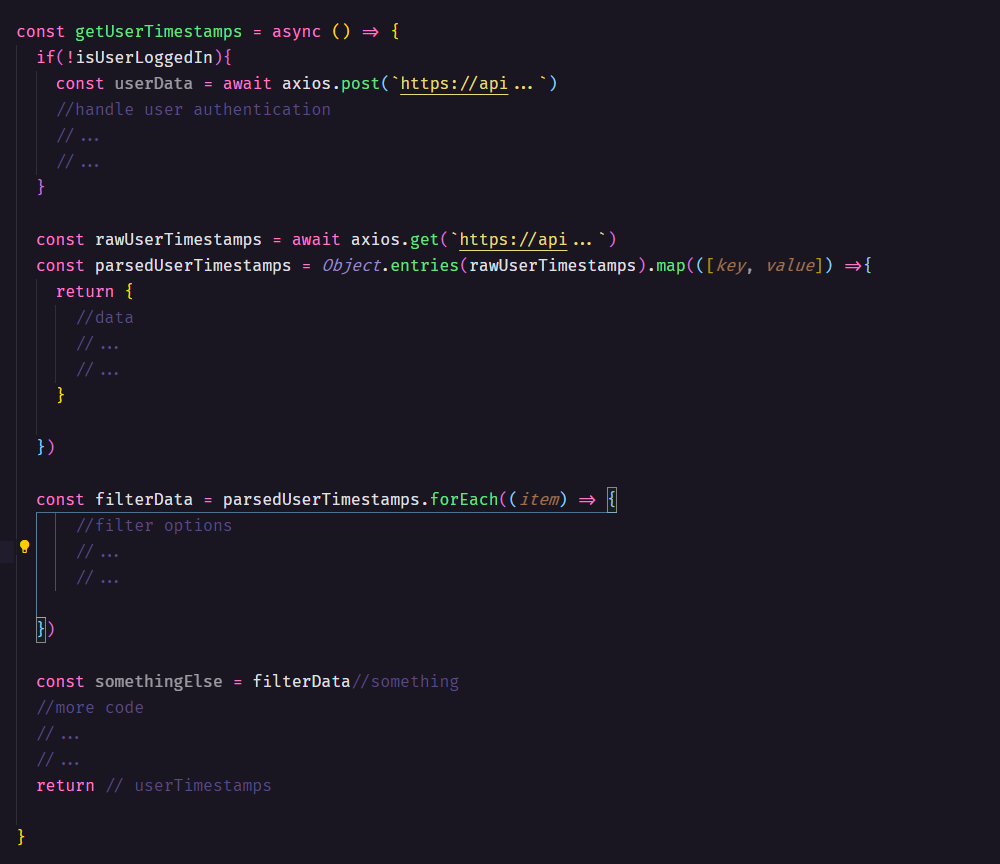 const getUserTimestamps = async () => {
if(!isUserLoggedIn){
const userData = await axios.post(`https://api...`)
//handle user authentication
//...
//...
}
const rawUserTimestamps = await axios.get(`https://api...`)
const parsedUserTimestamps = Object.entries(rawUserTimestamps).map(([key, value]) =>{
return {
//data
//...
//...
}
})
const filterData = parsedUserTimestamps.forEach((item) => {
//filter options
//...
//...
})
const somethingElse = filterData//something
//more code
//...
//...
return // userTimestamps
}